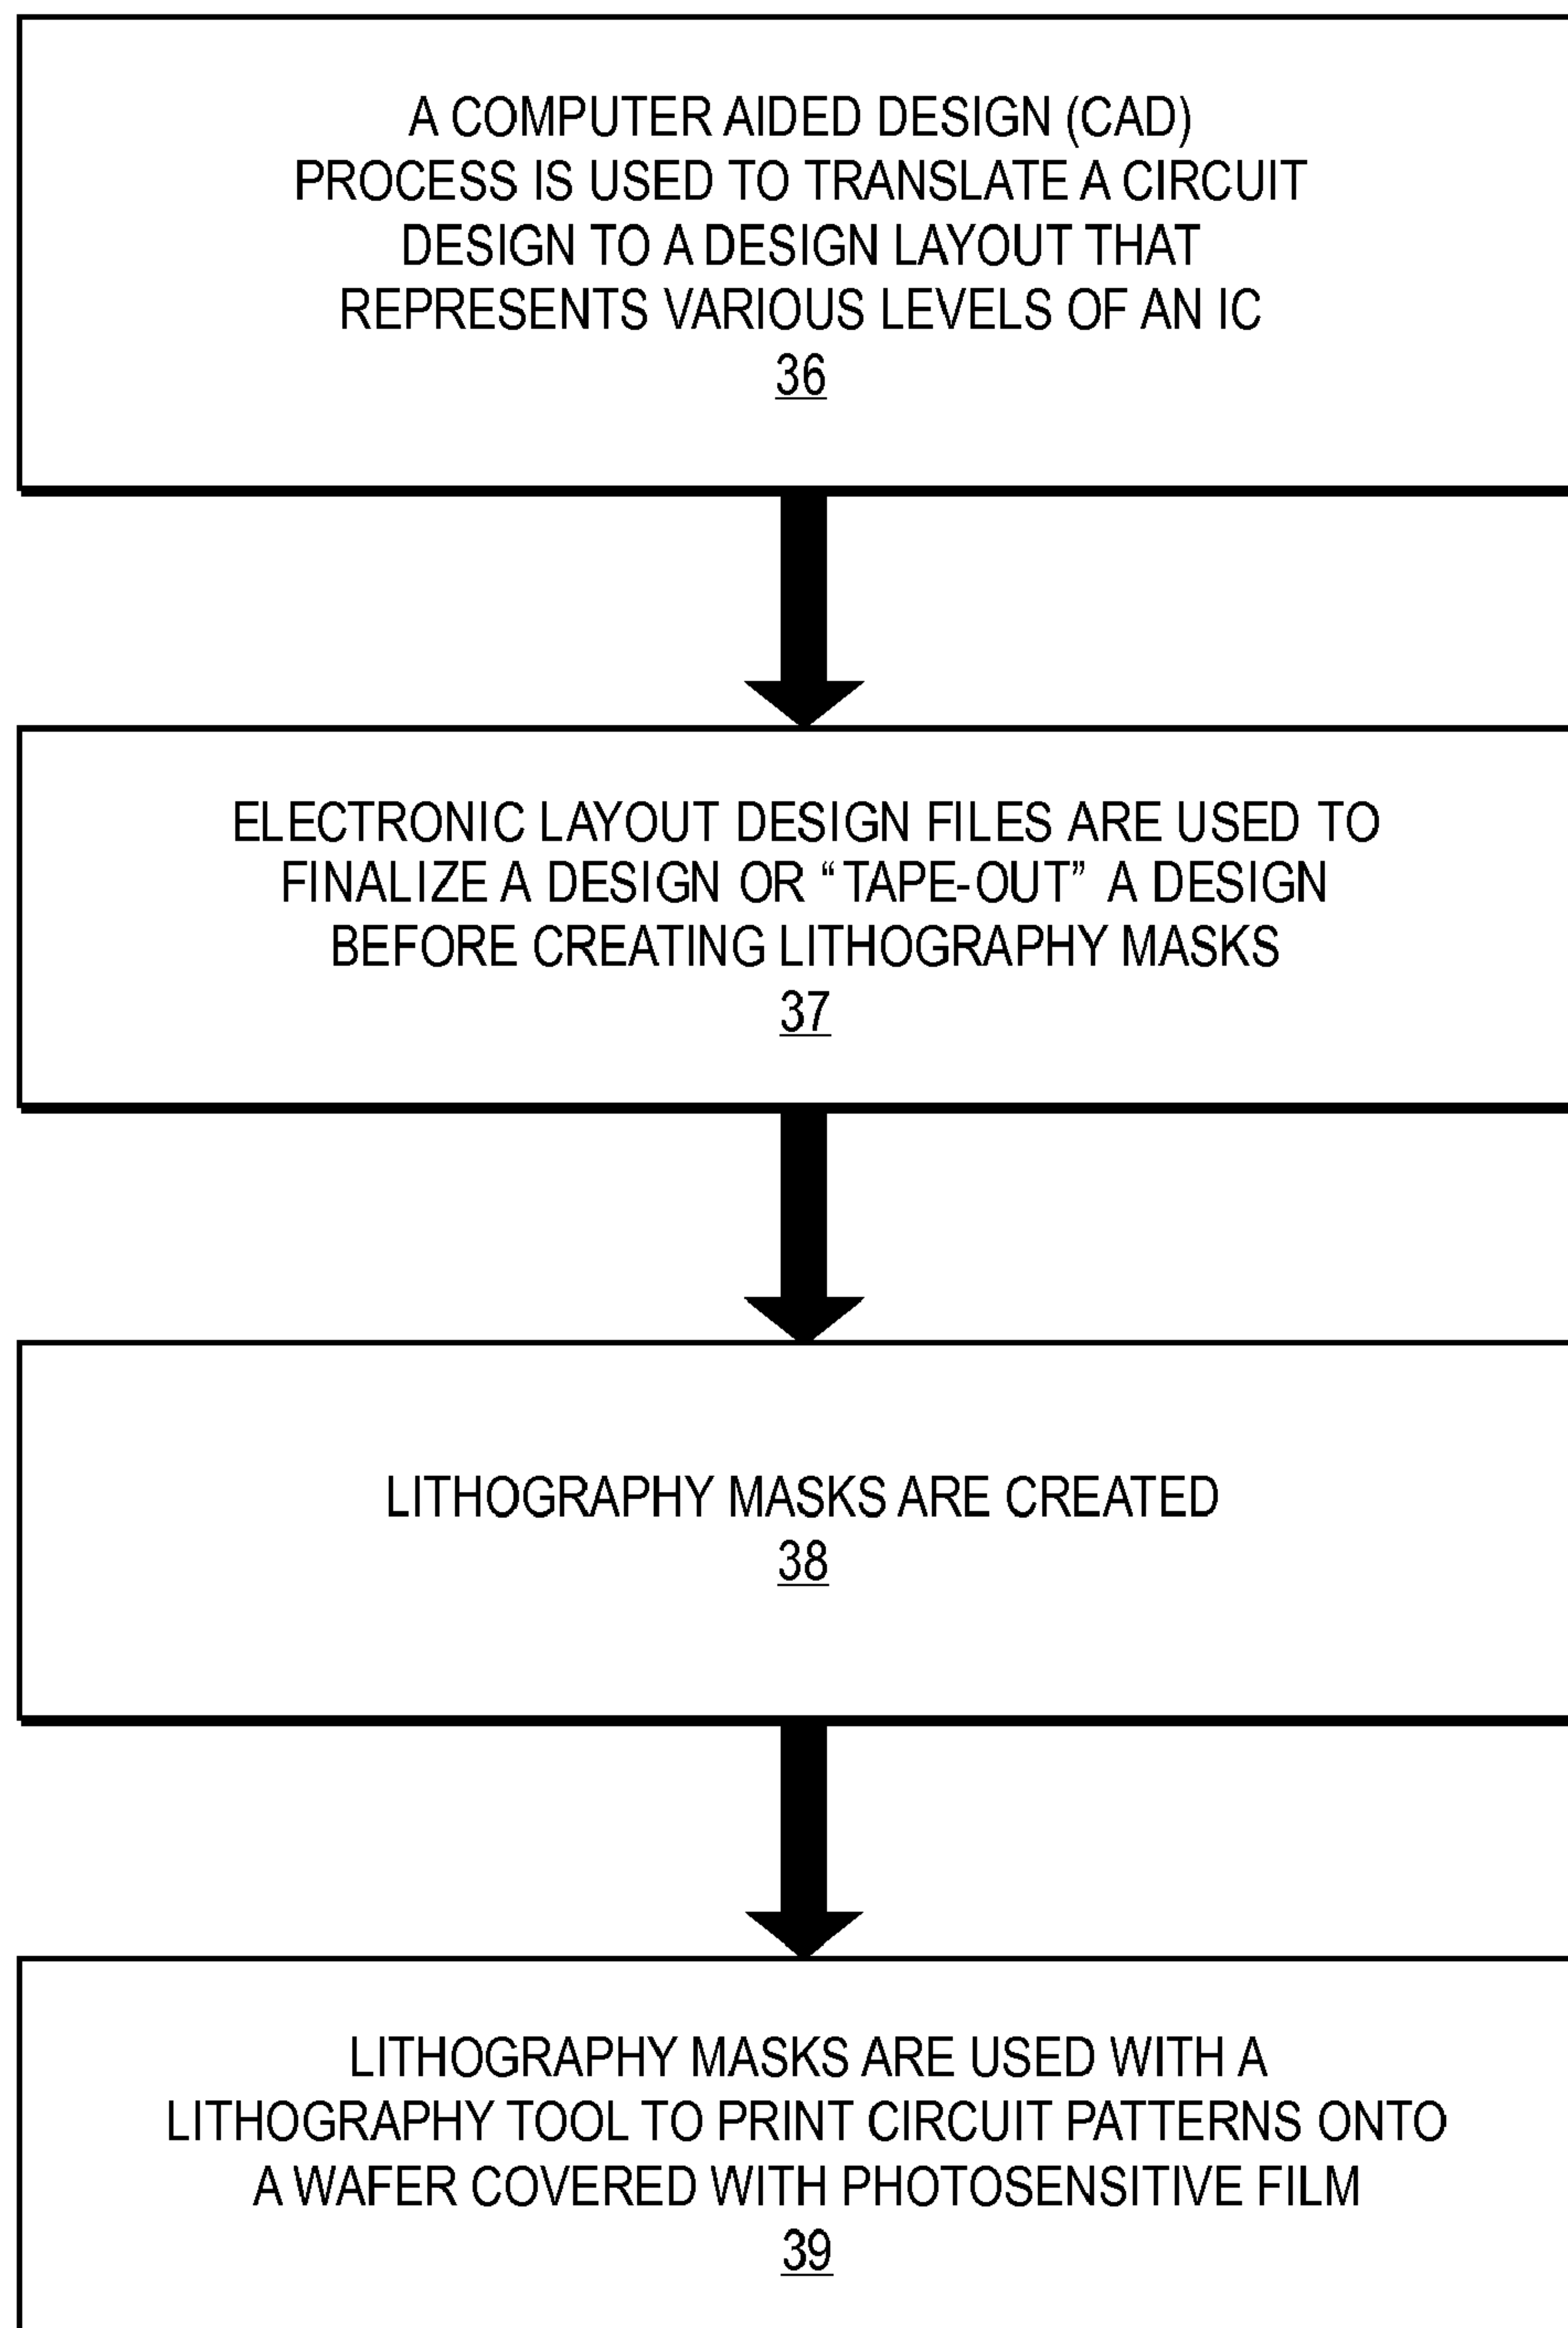 A COMPUTER AIDED DESIGN (CAD)
PROCESS IS USED TO TRANSLATE A CIRCUIT
DESIGN TO A DESIGN LAYOUT THAT
REPRESENTS VARIOUS LEVELS OF AN IC
36
ELECTRONIC LAYOUT DESIGN FILES ARE USED TO
FINALIZE A DESIGN OR “TAPE-OUT” A DESIGN
BEFORE CREATING LITHOGRAPHY MASKS
37
LITHOGRAPHY MASKS ARE CREATED
38
LITHOGRAPHY MASKS ARE USED WITH A
LITHOGRAPHY TOOL TO PRINT CIRCUIT PATTERNS ONTO
A WAFER COVERED WITH PHOTOSENSITIVE FILM
39